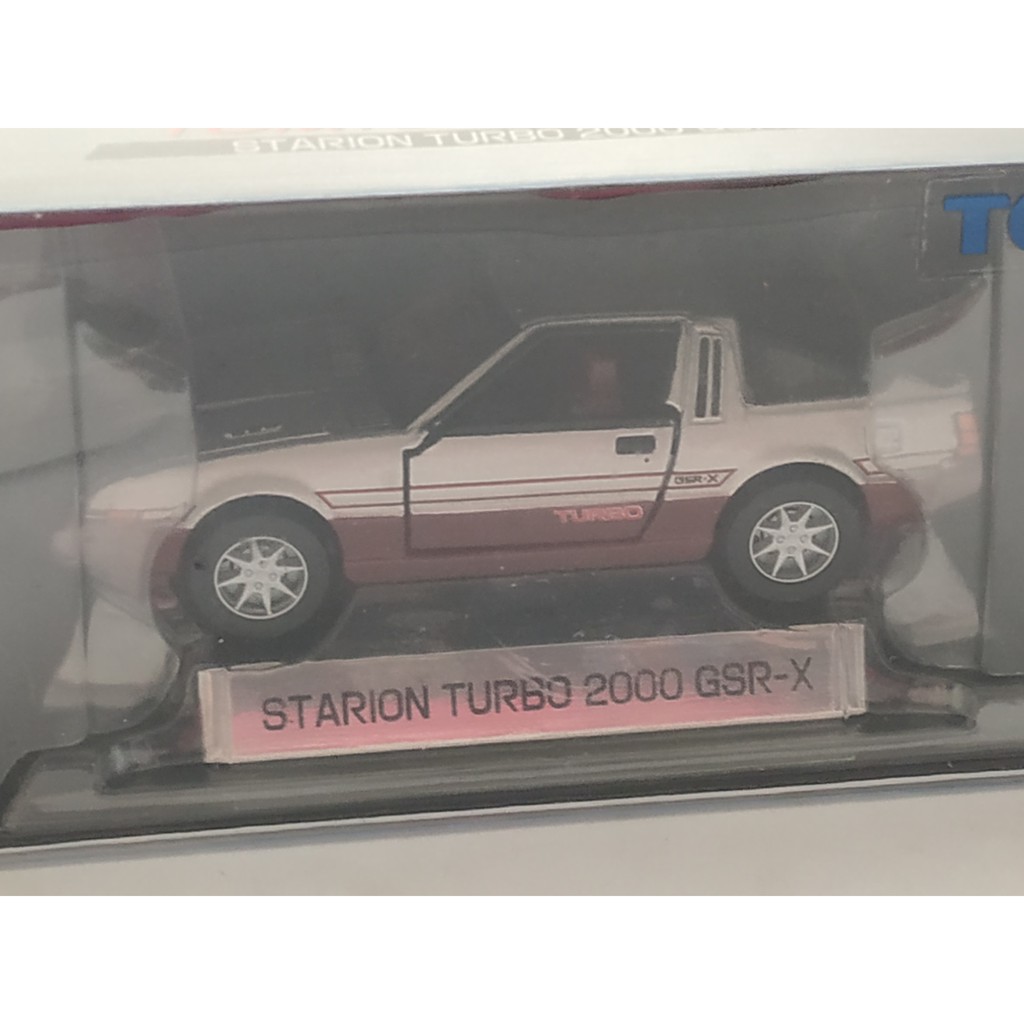 STARION TURBO 2000
GSR-X
TURBO
STARION TURBO 2000 GSR-X